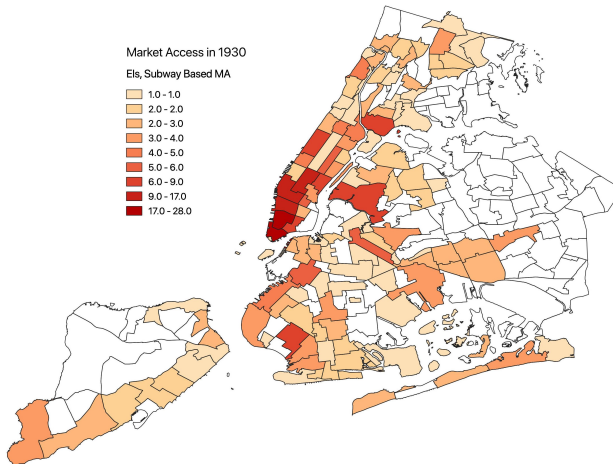 Market Access in 1930
Els, Subway Based MA
1.0 - 1.0
2.0 - 2.0
2.0 - 3.0
3.0 - 4.0
4.0 - 5.0
5.0 - 6.0
6.0 - 9.0
9.0 - 17.0
17.0 - 28.0